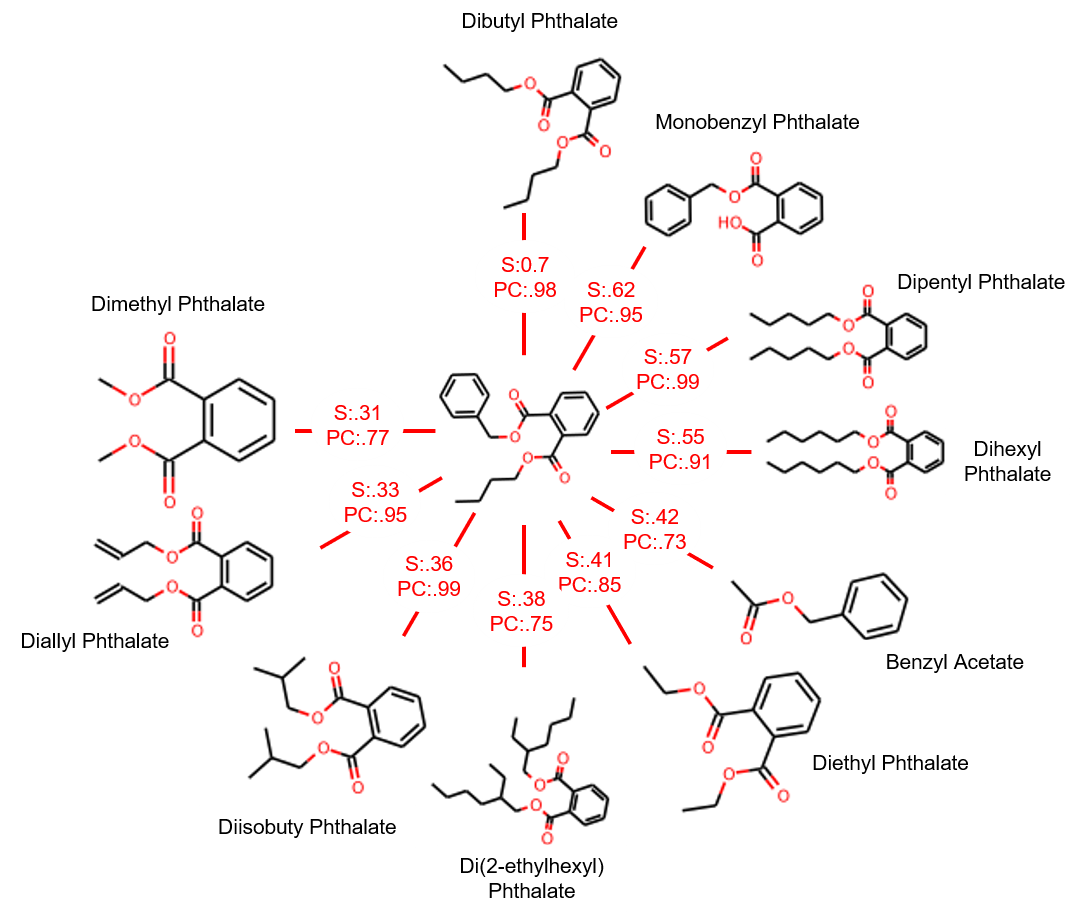 Dibutyl Phthalate
O
O
O
O
S:0.7
PC:.98
Monobenzyl Phthalate
O
O
HO
O
S:.62
PC:.95
Dipentyl Phthalate
O
O
O
O
S:.57
PC:.99
Dihexyl
Phthalate
O
O
O
O
S:.55
PC:.91
Benzyl Acetate
O
O
S:.42
PC:.73
Diethyl Phthalate
O
O
O
O
S:.41
PC:.85
Di(2-ethylhexyl)
Phthalate
O
O
O
O
S:.38
PC:.75
Diisobuty Phthalate
O
O
O
O
S:.36
PC:.99
Diallyl Phthalate
O
O
O
O
S:.33
PC:.95
Dimethyl Phthalate
O
O
O
O
S:.31
PC:.77
O
O
O
O